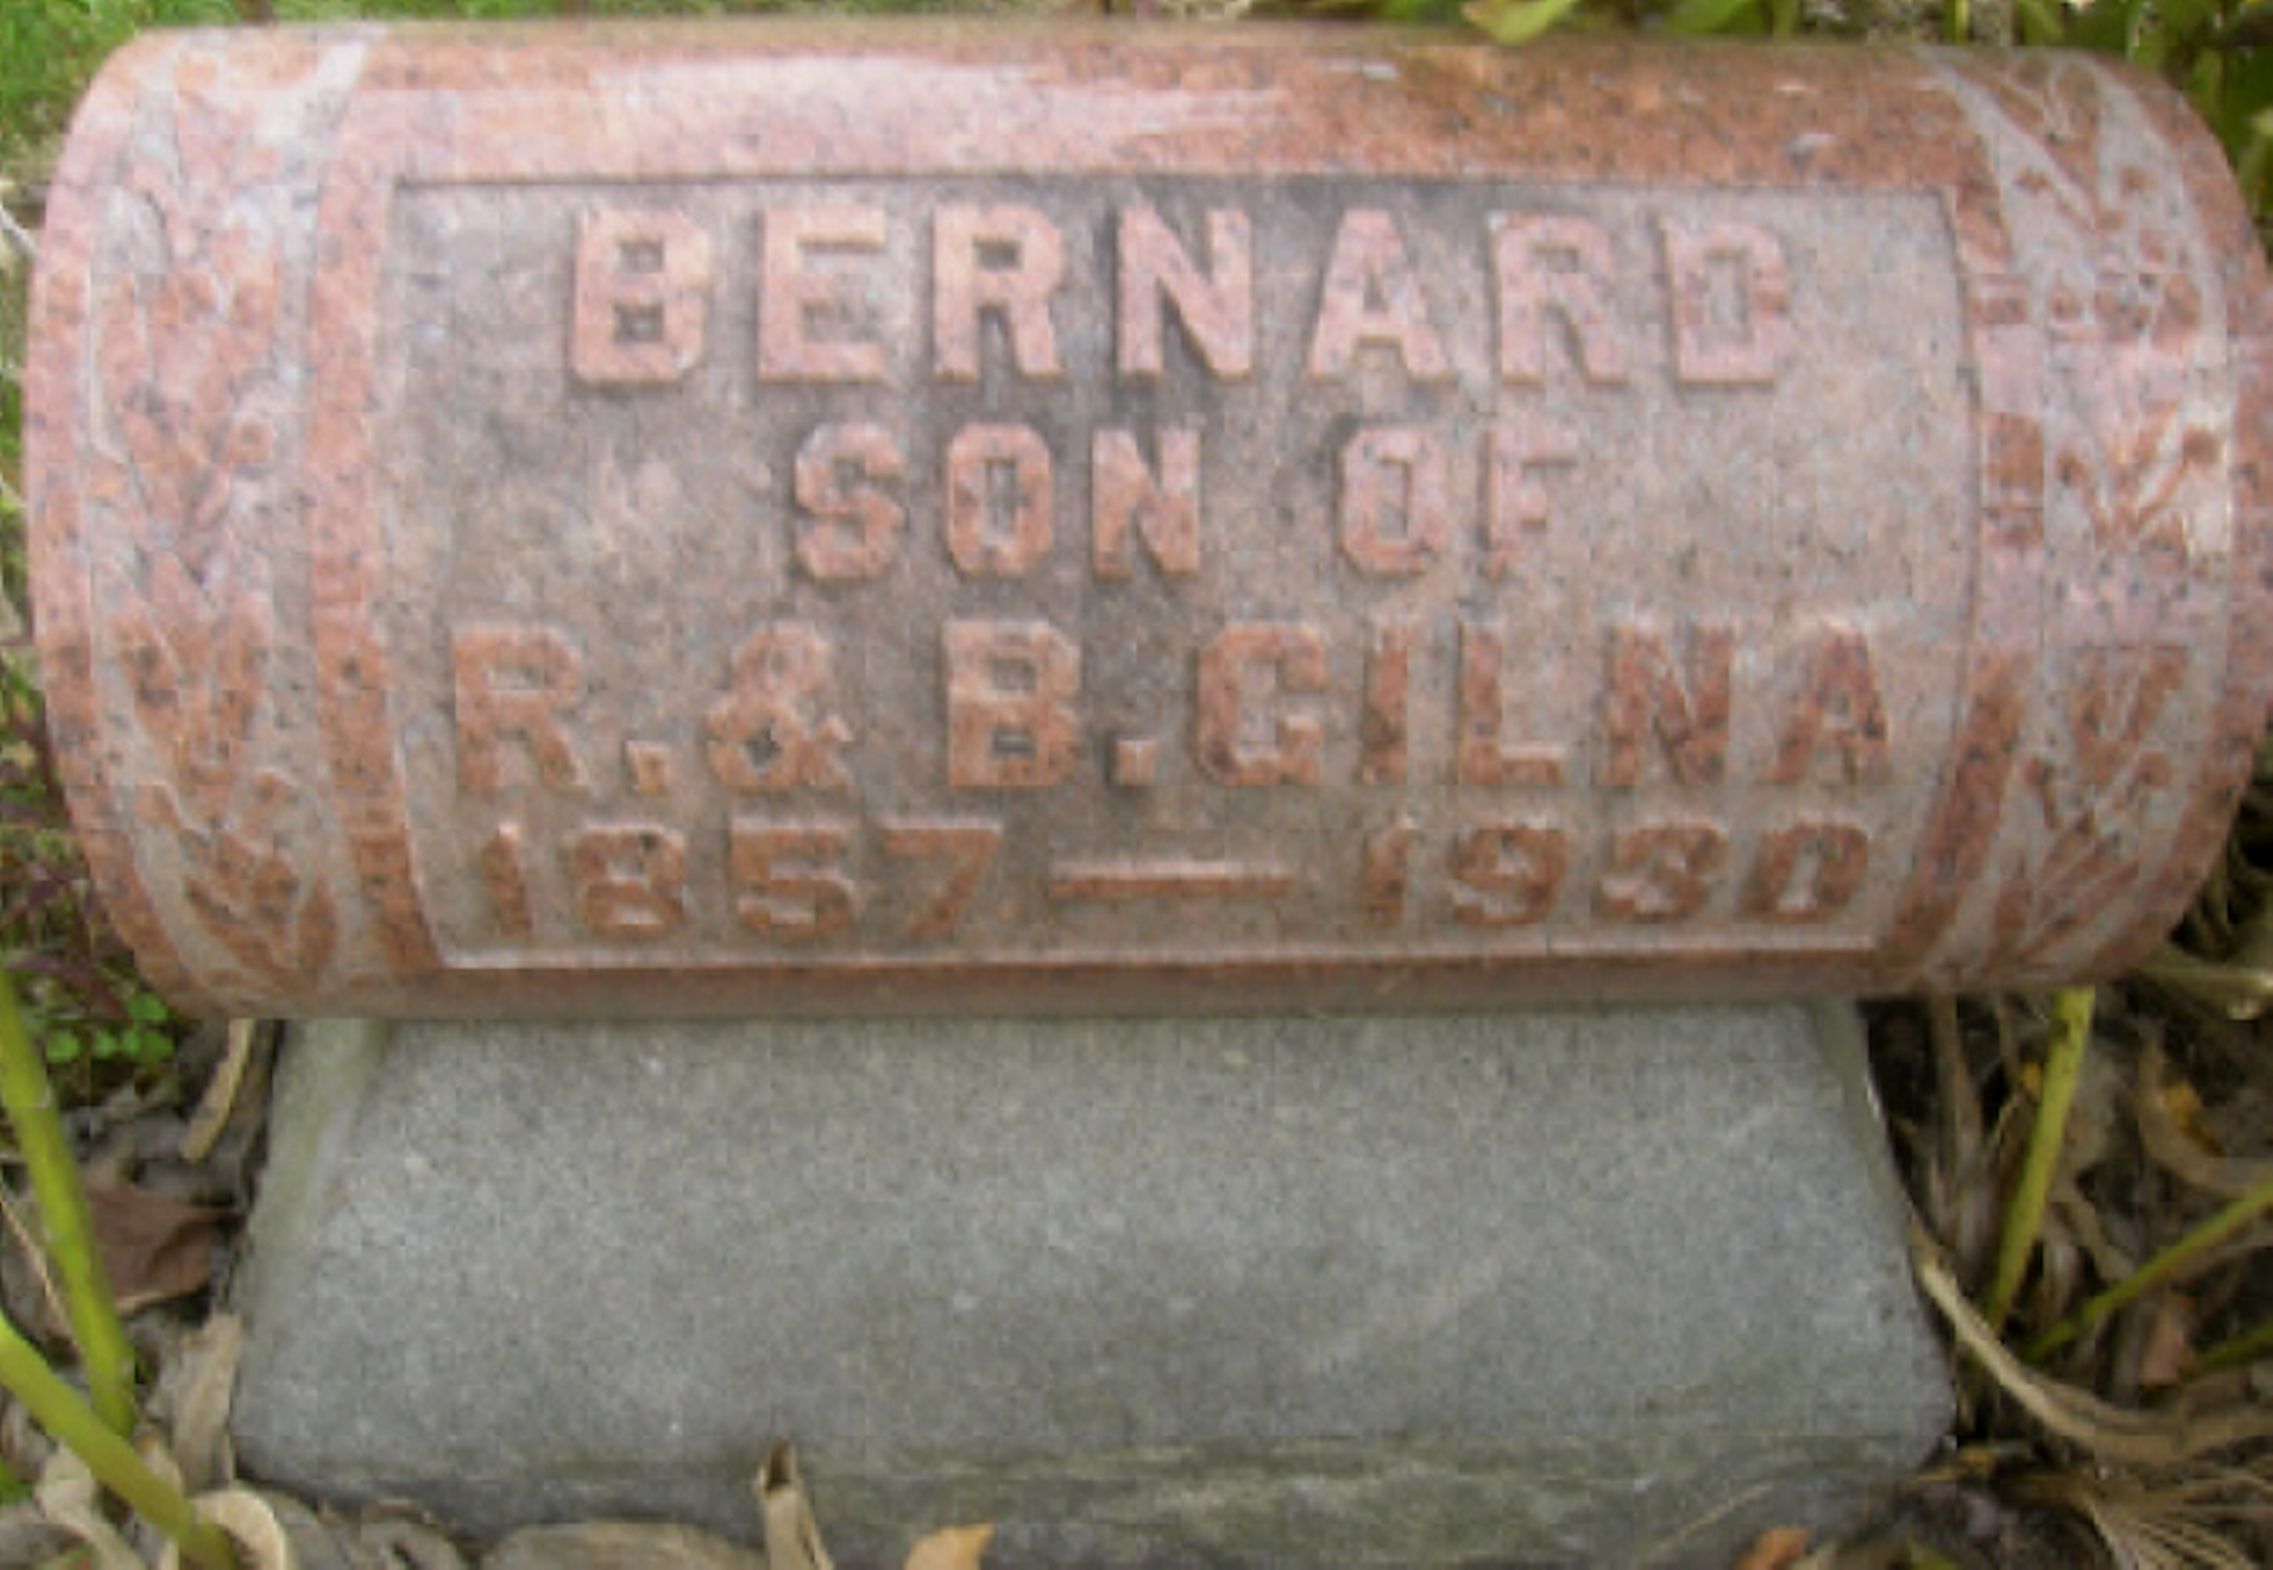 BERNARD
SON OF
R. & B. GILNA
1857 — 1930